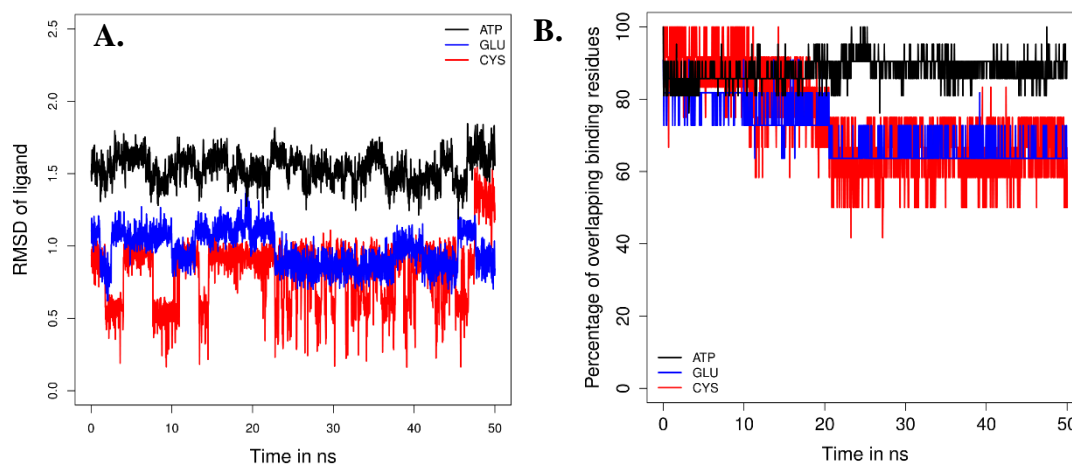 A.
ATP
GLU
CYS
RMSD of ligand
2.5
2.0
1.5
1.0
0.5
0.0
0 10 20 30 40 50
Time in ns
B.
Percentage of overlapping binding residues
100
80
60
40
20
0
ATP
GLU
CYS
0 10 20 30 40 50
Time in ns